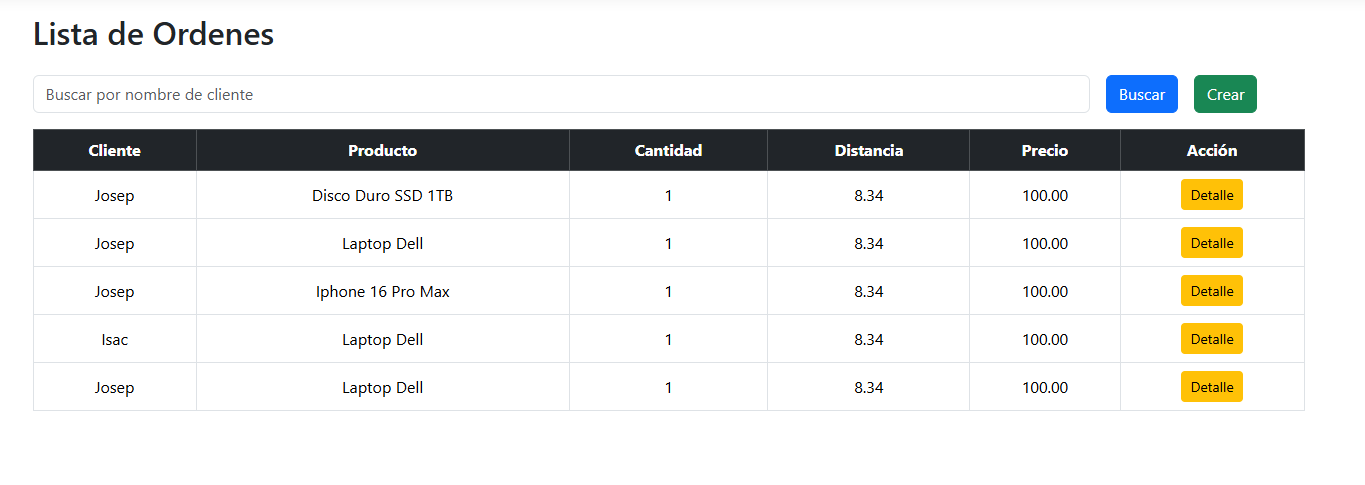 Lista de Ordenes
Buscar por nombre de cliente Buscar Crear
Cliente Producto Cantidad Distancia Precio Acción
Josep Disco Duro SSD 1TB 1 8.34 100.00 Detalle
Josep Laptop Dell 1 8.34 100.00 Detalle
Josep Iphone 16 Pro Max 1 8.34 100.00 Detalle
Isac Laptop Dell 1 8.34 100.00 Detalle
Josep Laptop Dell 1 8.34 100.00 Detalle